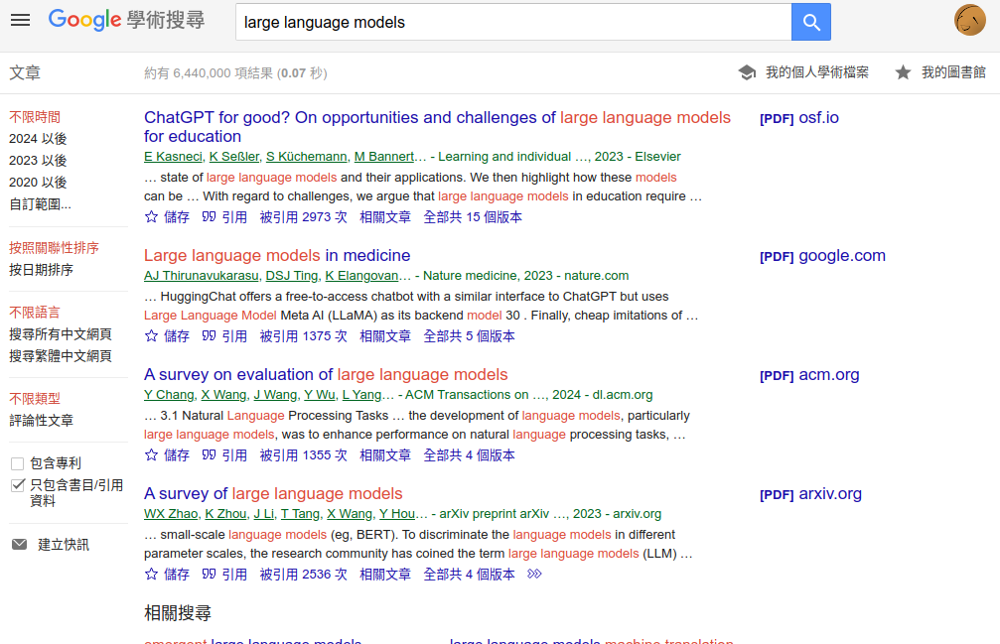 Google 學術搜尋
large language models
文章
約有 6,440,000 項結果 (0.07 秒)
我的個人學術檔案
我的圖書館
不限時間
2024 以後
2023 以後
2020 以後
自訂範圍...
按照關聯性排序
按日期排序
不限語言
搜尋所有中文網頁
搜尋繁體中文網頁
不限類型
評論性文章
包含專利
只包含書目/引用
資料
建立快訊
ChatGPT for good? On opportunities and challenges of large language models
for education
[PDF] osf.io
E Kasneci, K Seßler, S Küchemann, M Bannert… - Learning and individual …, 2023 - Elsevier
… state of large language models and their applications. We then highlight how these models
can be … With regard to challenges, we argue that large language models in education require …
儲存 引用 被引用 2973 次 相關文章 全部共 15 個版本
Large language models in medicine
[PDF] google.com
AJ Thirunavukarasu, DSJ Ting, K Elangovan… - Nature medicine, 2023 - nature.com
… HuggingChat offers a free-to-access chatbot with a similar interface to ChatGPT but uses
Large Language Model Meta AI (LLaMA) as its backend model 30 . Finally, cheap imitations of …
儲存 引用 被引用 1375 次 相關文章 全部共 5 個版本
A survey on evaluation of large language models
[PDF] acm.org
Y Chang, X Wang, J Wang, Y Wu, L Yang… - ACM Transactions on …, 2024 - dl.acm.org
… 3.1 Natural Language Processing Tasks … the development of language models, particularly
large language models, was to enhance performance on natural language processing tasks, …
儲存 引用 被引用 1355 次 相關文章 全部共 4 個版本
A survey of large language models
[PDF] arxiv.org
WX Zhao, K Zhou, J Li, T Tang, X Wang, Y Hou… - arXiv preprint arXiv …, 2023 - arxiv.org
… small-scale language models (eg, BERT). To discriminate the language models in different
parameter scales, the research community has coined the term large language models (LLM) …
儲存 引用 被引用 2536 次 相關文章 全部共 4 個版本
相關搜尋
emergent large language models
large language models machine translation